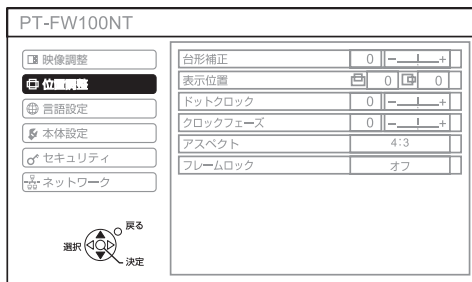 PT-FW100NT
映像調整
位置調整
言語設定
本体設定
セキュリティ
ネットワーク
戻る
選択
決定
台形補正 0 − +
表示位置 0 0
ドットクロック 0 − +
クロックフェーズ 0 − +
アスペクト 4:3
フレームロック オフ